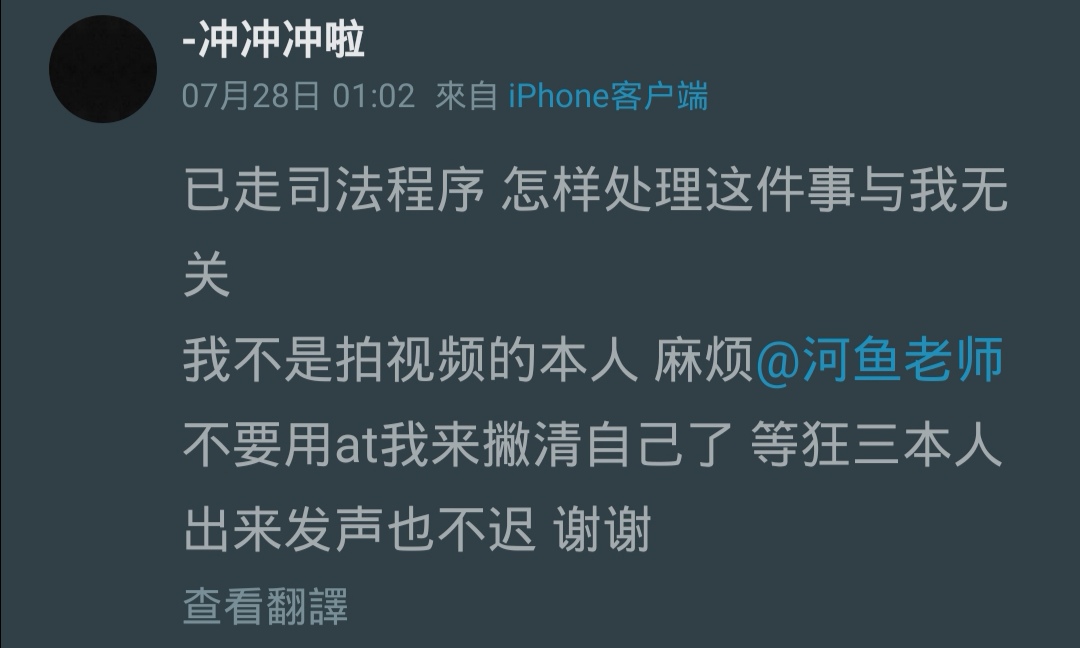 -冲冲冲啦
07月28日 01:02 來自 iPhone客户端
已走司法程序 怎样处理这件事与我无
关
我不是拍视频的本人 麻烦@河鱼老师
不要用at我来撇清自己了 等狂三本人
出来发声也不迟 谢谢
查看翻譯